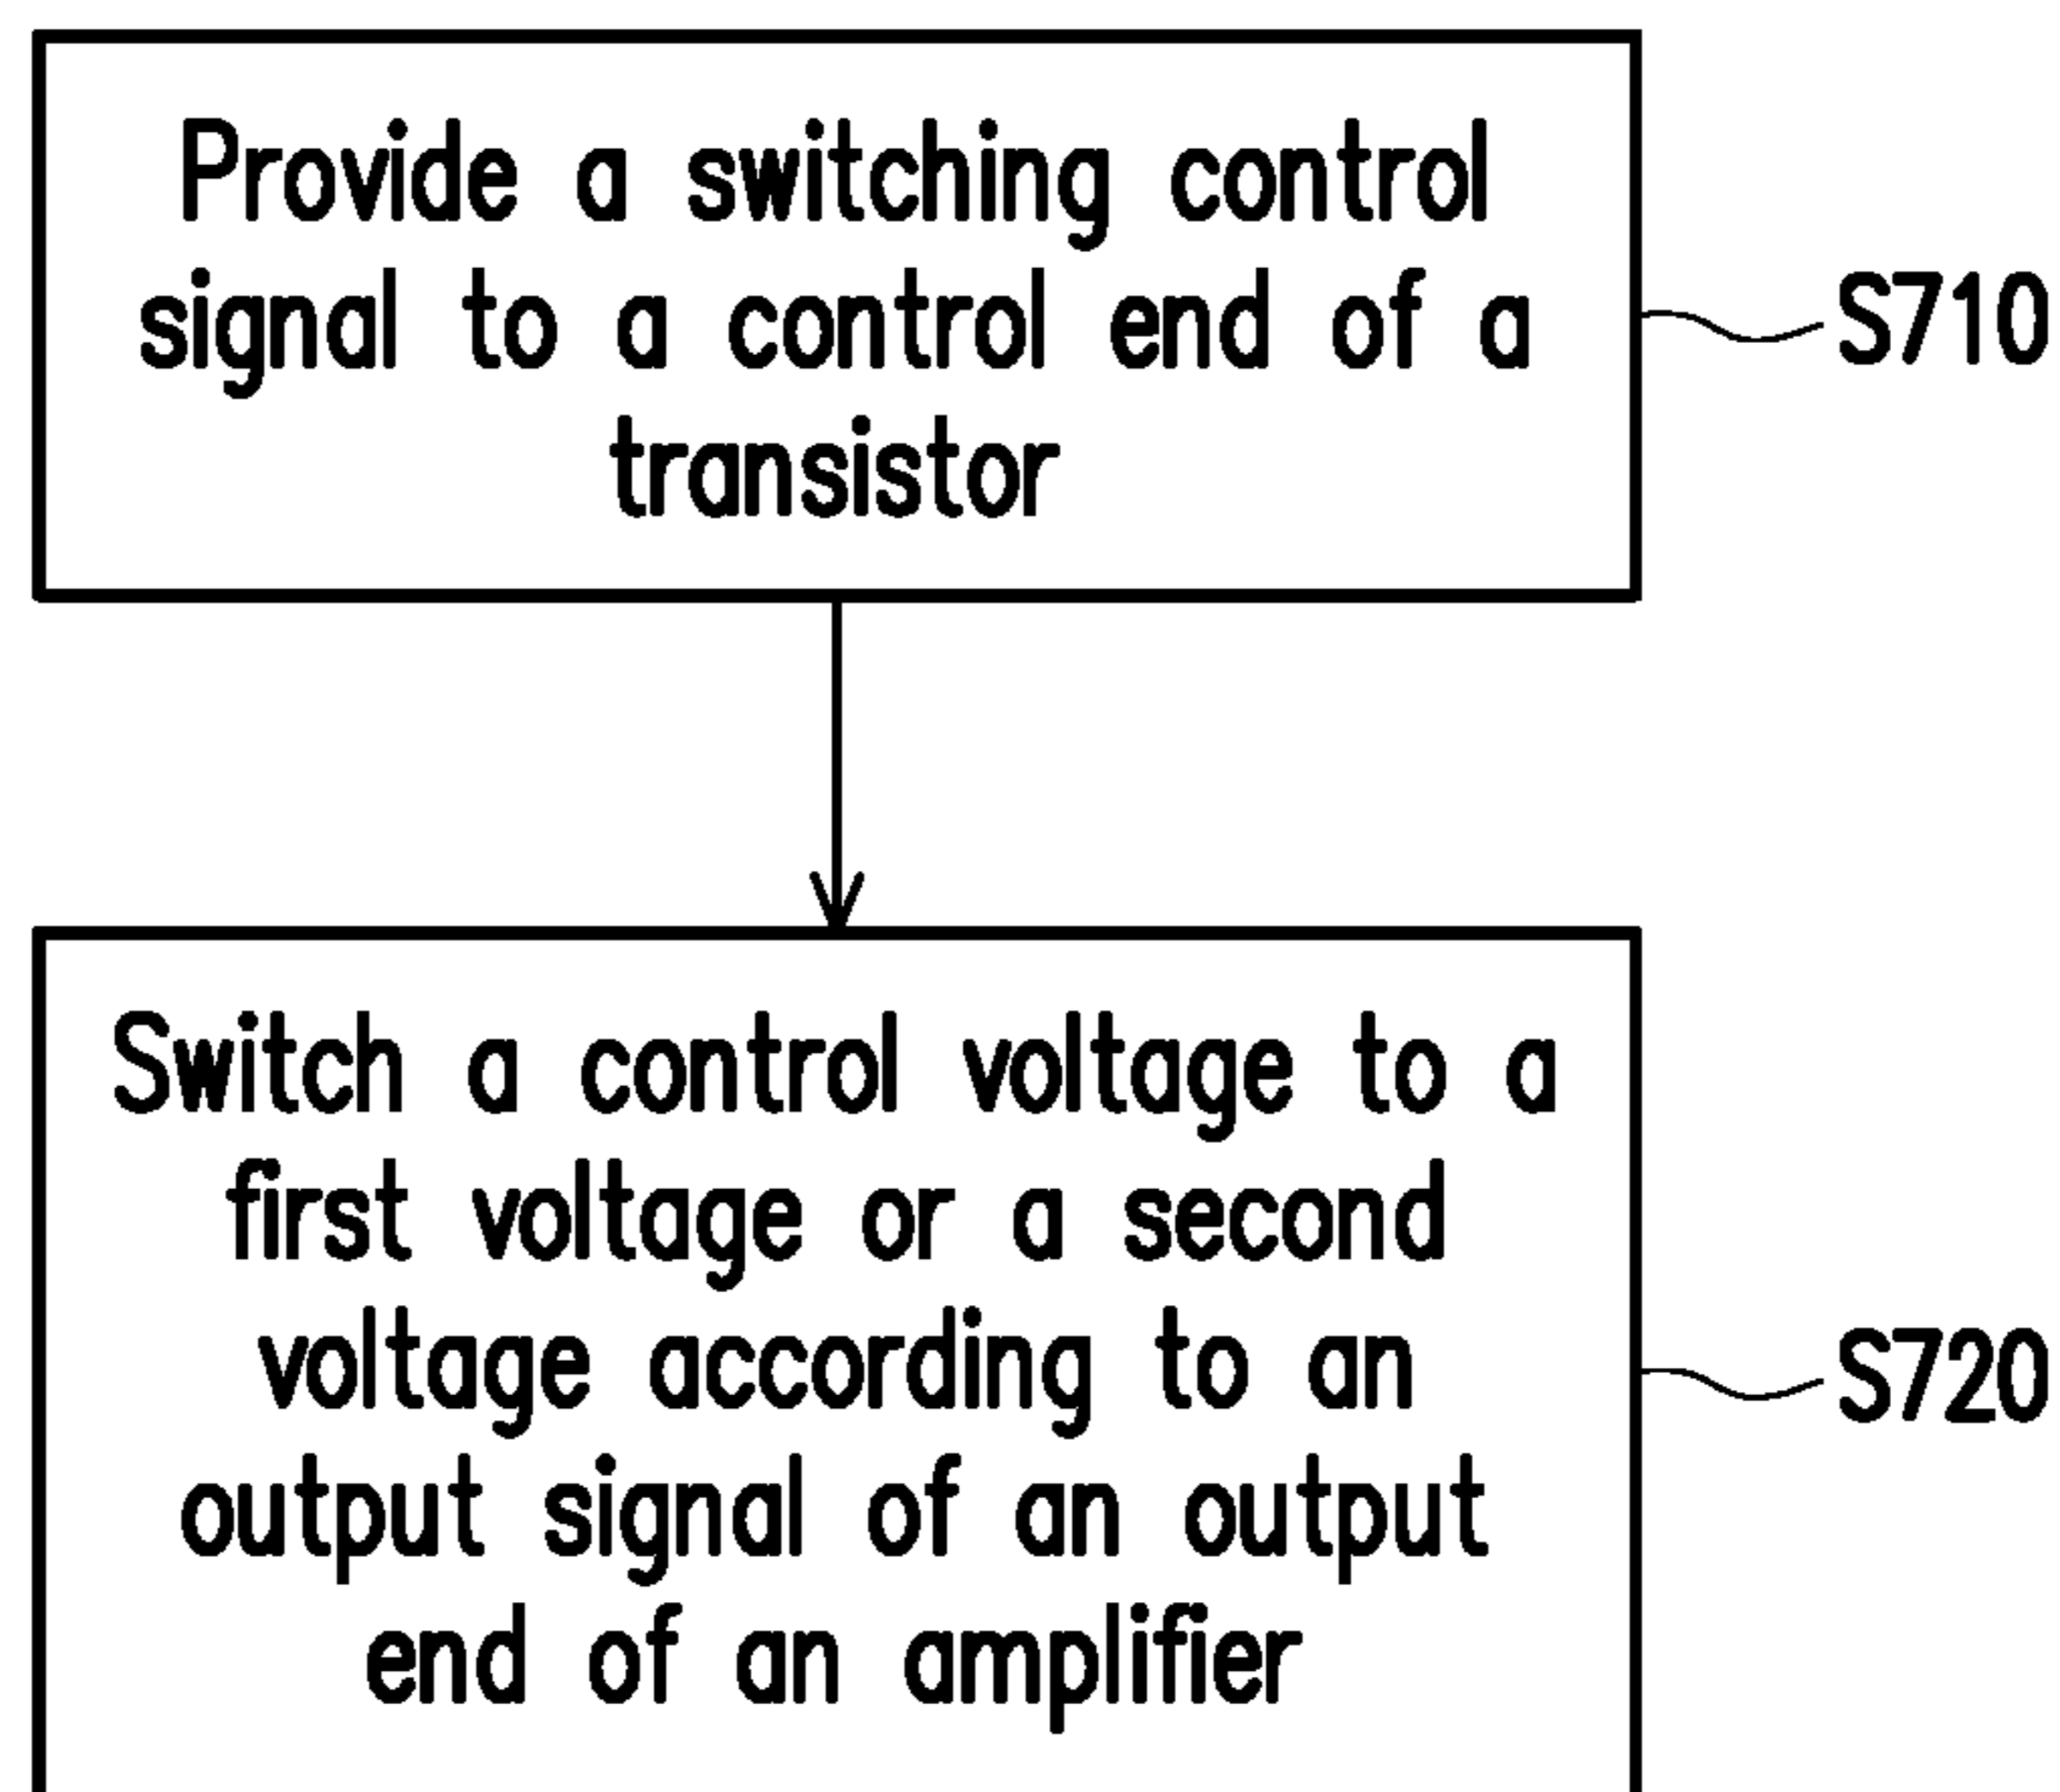 Provide a switching control
signal to a control end of a
transistor
S710
Switch a control voltage to a
first voltage or a second
voltage according to an
output signal of an output
end of an amplifier
S720